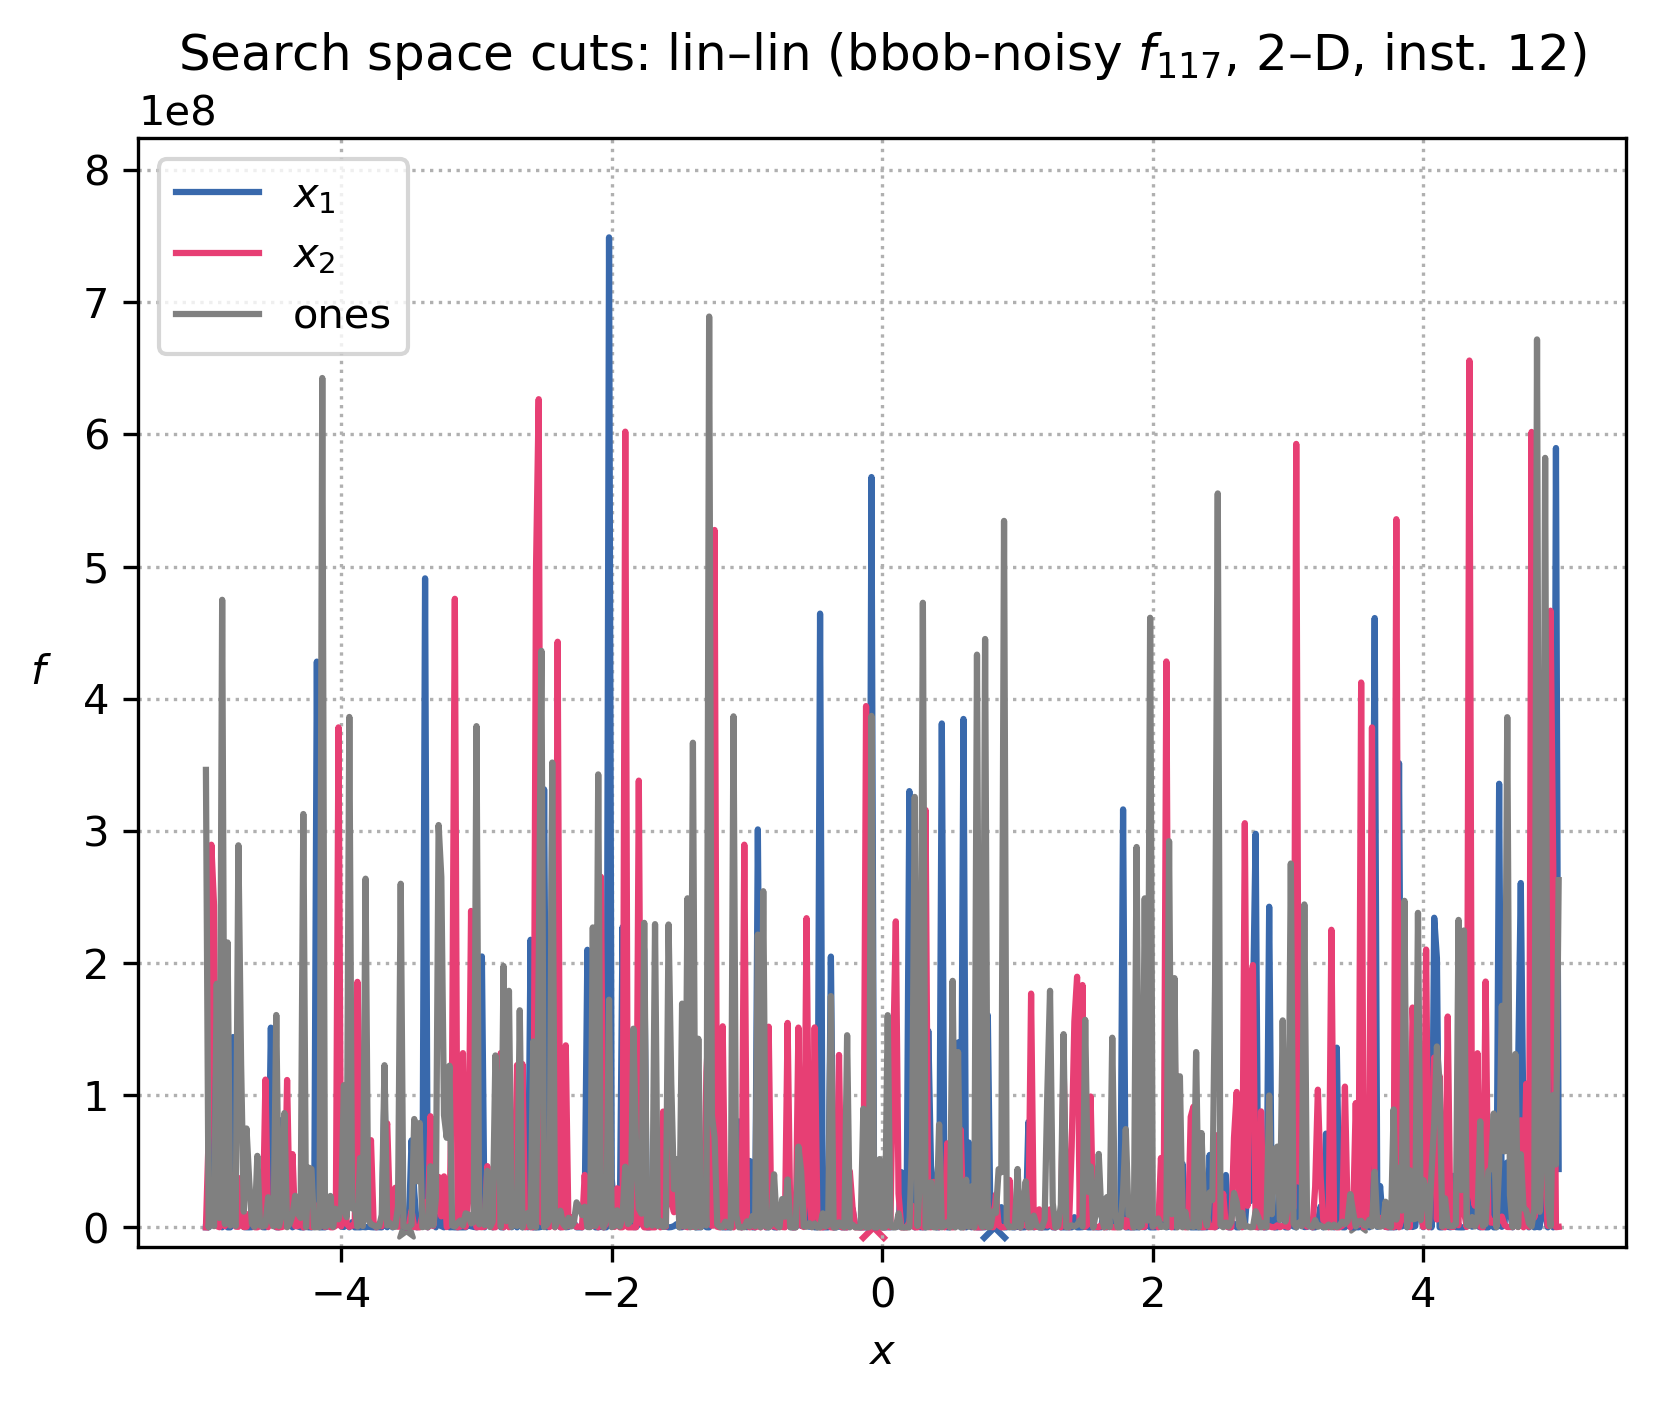 Search space cuts: lin–lin (bbob-noisy f₁₁₇, 2–D, inst. 12)
1e8
8
7
6
5
4
3
2
1
0
x₁
x₂
ones
f
−4
−2
0
2
4
x